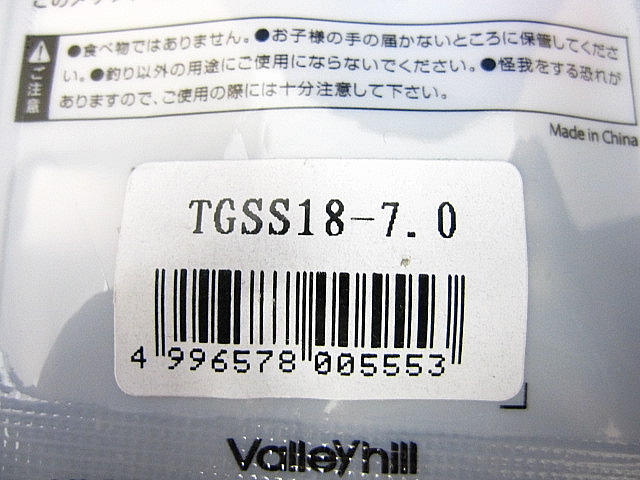 ご注意
●食べ物ではありません。●お子様の手の届かないところに保管してくださ
い。●釣り以外の用途にご使用にならないでください。●怪我をする恐れが
ありますので、ご使用の際には十分注意して下さい。
Made in China
TGSS18-7.0
4 996578 005553
Valleyhill